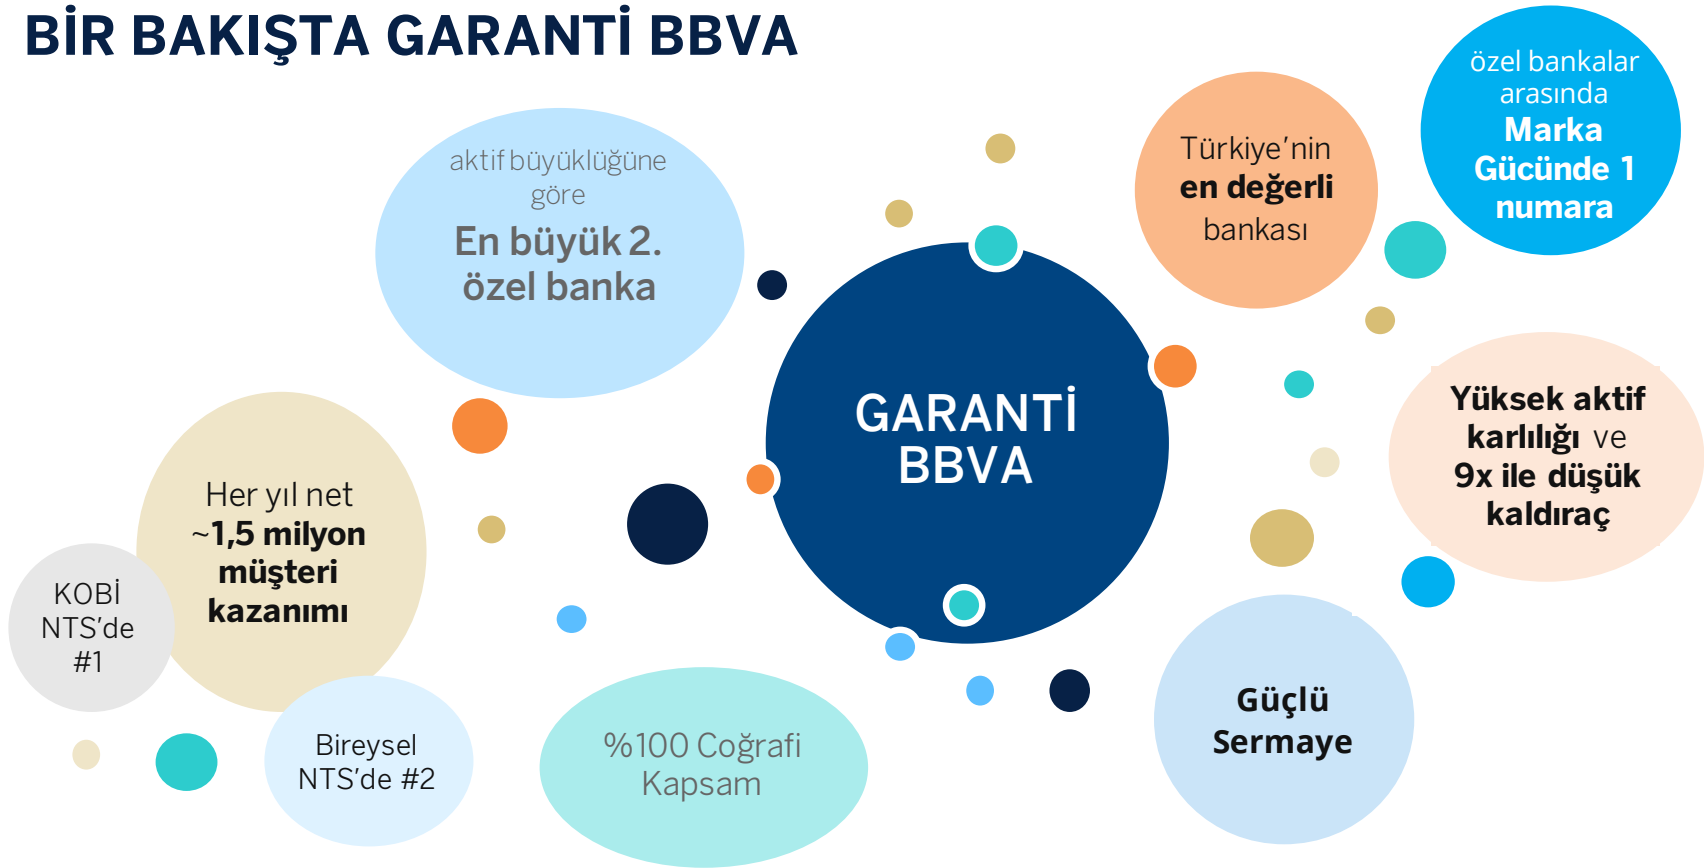 BİR BAKIŞTA GARANTİ BBVA
aktif büyüklüğüne
göre
En büyük 2.
özel banka
Türkiye'nin
en değerli
bankası
özel bankalar
arasında
Marka
Gücünde 1
numara
GARANTİ
BBVA
Yüksek aktif
karlılığı ve
9x ile düşük
kaldıraç
Her yıl net
~1,5 milyon
müşteri
kazanımı
KOBİ
NTS'de
#1
Bireysel
NTS'de #2
%100 Coğrafi
Kapsam
Güçlü
Sermaye